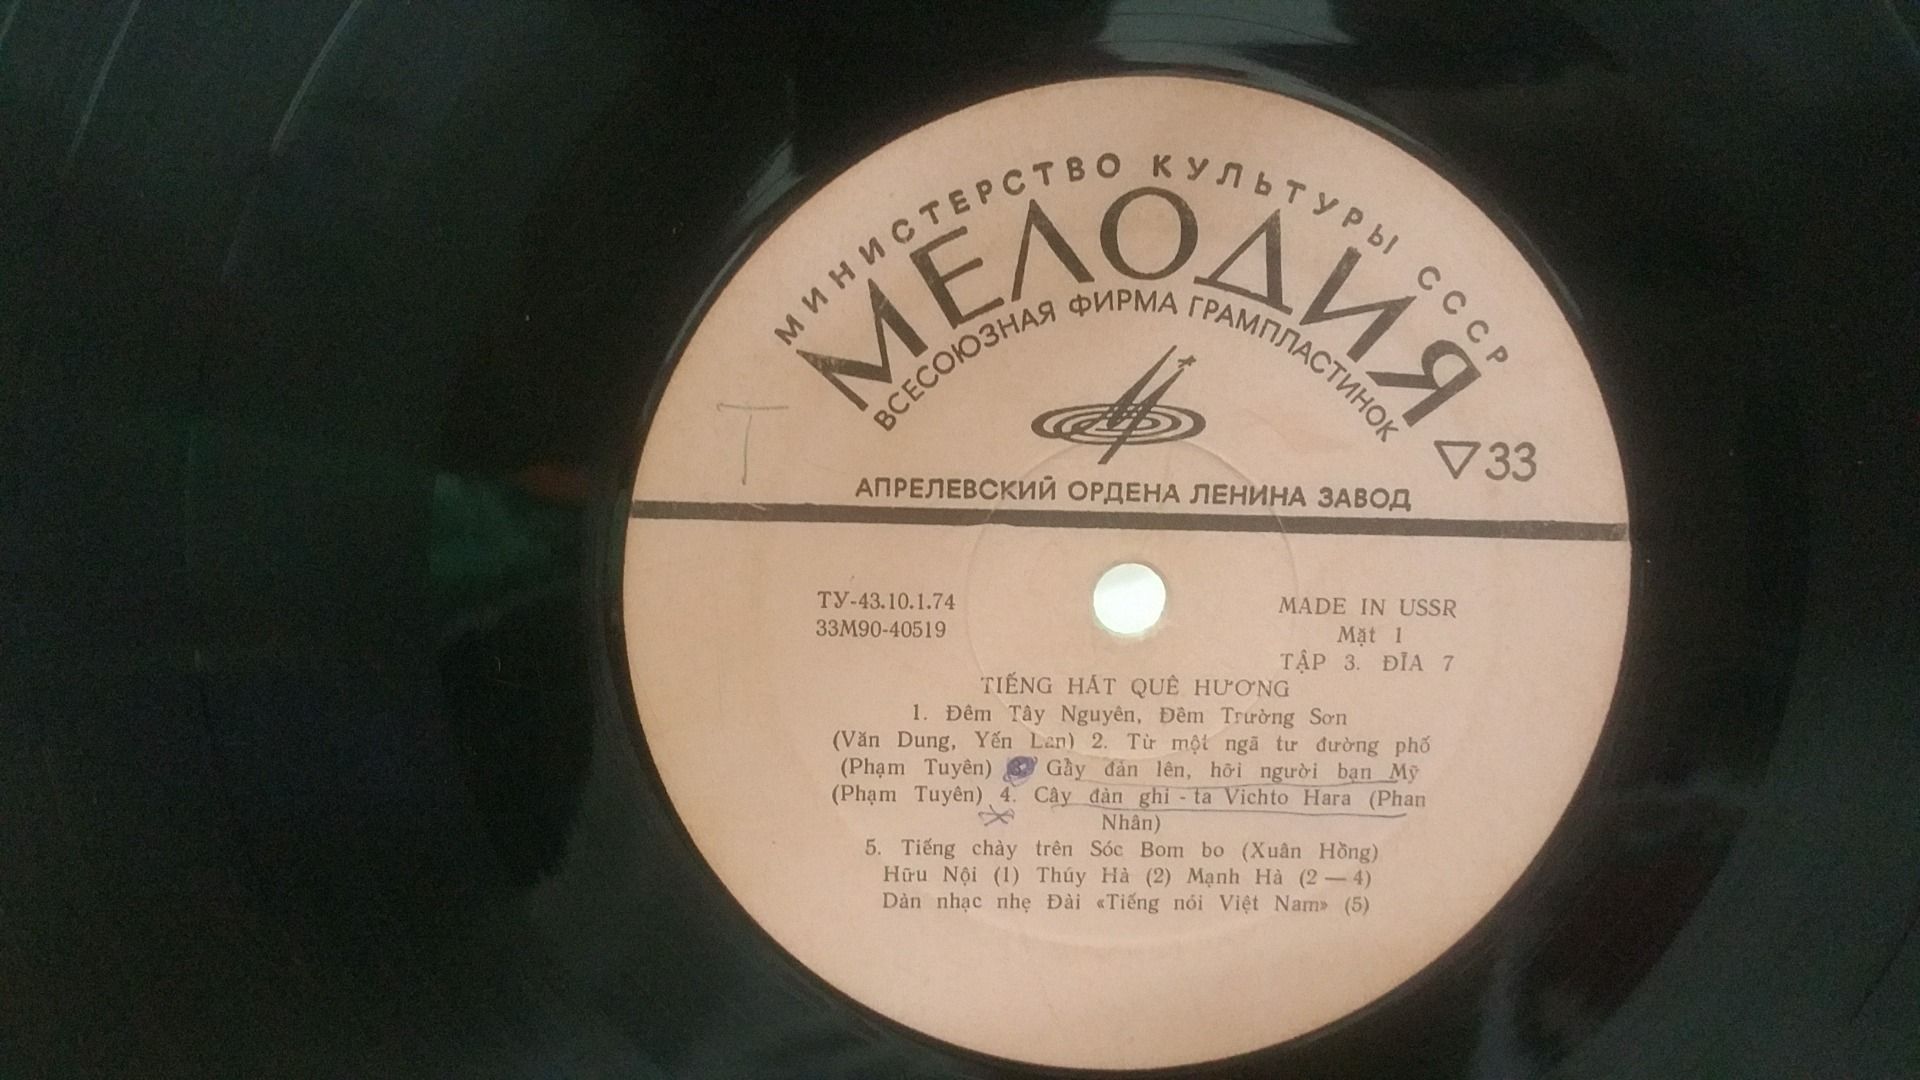 МИНИСТЕРСТВО КУЛЬТУРЫ СССР
МЕЛОДИЯ
ВСЕСОЮЗНАЯ ФИРМА ГРАМПЛАСТИНОК
33
АПРЕЛЕВСКИЙ ОРДЕНА ЛЕНИНА ЗАВОД
T
ТУ-43.10.1.74
33М90-40519
MADE IN USSR
Mặt 1
TẬP 3. ĐĨA 7
TIẾNG HÁT QUÊ HƯƠNG
1. Đêm Tây Nguyên, Đềm Trường Sơn
(Văn Dung, Yến Lan) 2. Từ một ngã tư đường phố
(Phạm Tuyên) 3. Gầy đản lên, hỡi người bạn Mỹ
(Phạm Tuyên) 4. Cây đàn ghi - ta Vichto Hara (Phan
Nhân)
5. Tiếng chày trên Sóc Bom bo (Xuân Hồng)
Hữu Nội (1) Thúy Hà (2) Mạnh Hà (2 — 4)
Dàn nhạc nhẹ Đài «Tiếng nói Việt Nam» (5)